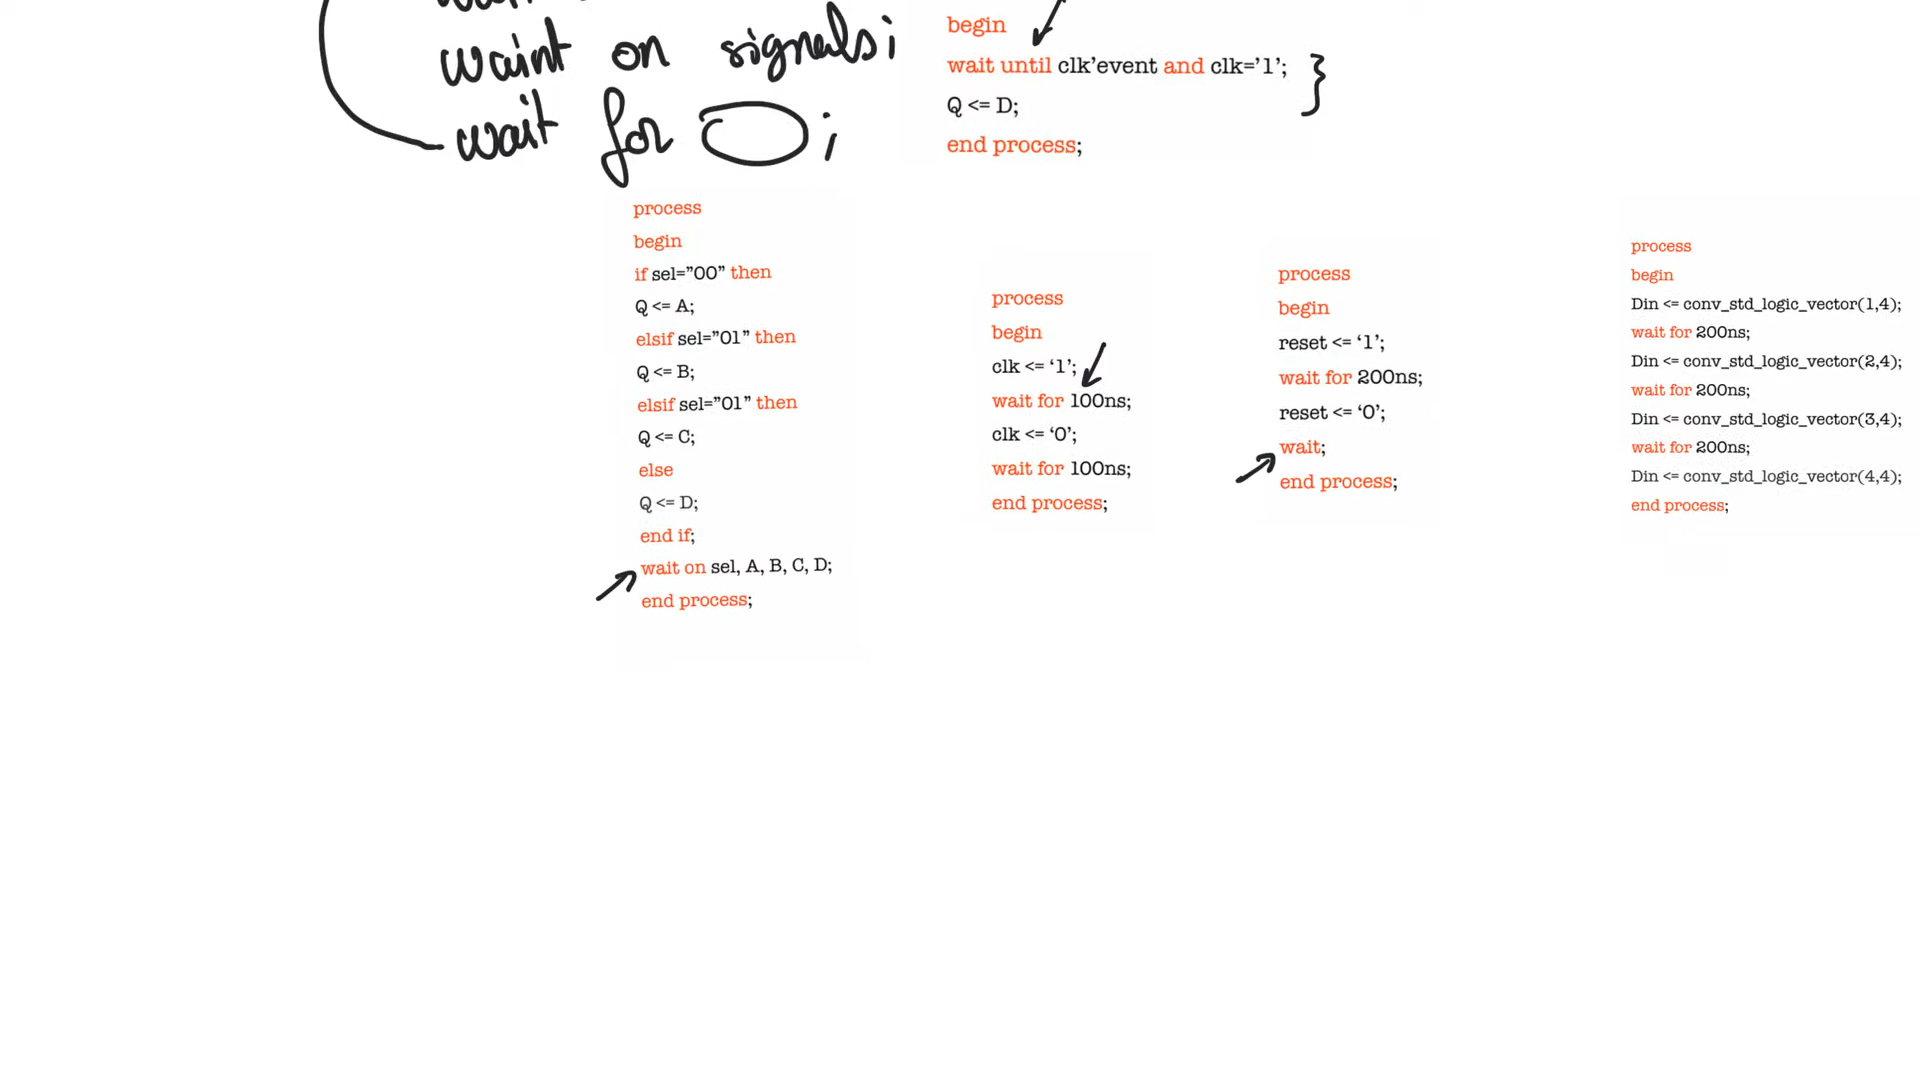 waint on signals;
wait for ;
begin
wait until clk’event and clk=’1’;
Q <= D;
end process;
process
begin
if sel=”00” then
Q <= A;
elsif sel=”01” then
Q <= B;
elsif sel=”01” then
Q <= C;
else
Q <= D;
end if;
wait on sel, A, B, C, D;
end process;
process
begin
clk <= ‘1’;
wait for 100ns;
clk <= ‘0’;
wait for 100ns;
end process;
process
begin
reset <= ‘1’;
wait for 200ns;
reset <= ‘0’;
wait;
end process;
process
begin
Din <= conv_std_logic_vector(1,4);
wait for 200ns;
Din <= conv_std_logic_vector(2,4);
wait for 200ns;
Din <= conv_std_logic_vector(3,4);
wait for 200ns;
Din <= conv_std_logic_vector(4,4);
end process;